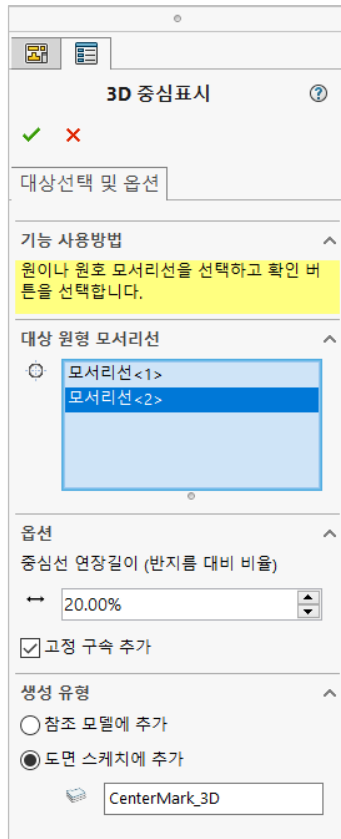 3D 중심표시
대상선택 및 옵션
기능 사용방법
원이나 원호 모서리선을 선택하고 확인 버
튼을 선택합니다.
대상 원형 모서리선
모서리선<1>
모서리선<2>
옵션
중심선 연장길이 (반지름 대비 비율)
20.00%
고정 구속 추가
생성 유형
참조 모델에 추가
도면 스케치에 추가
CenterMark_3D